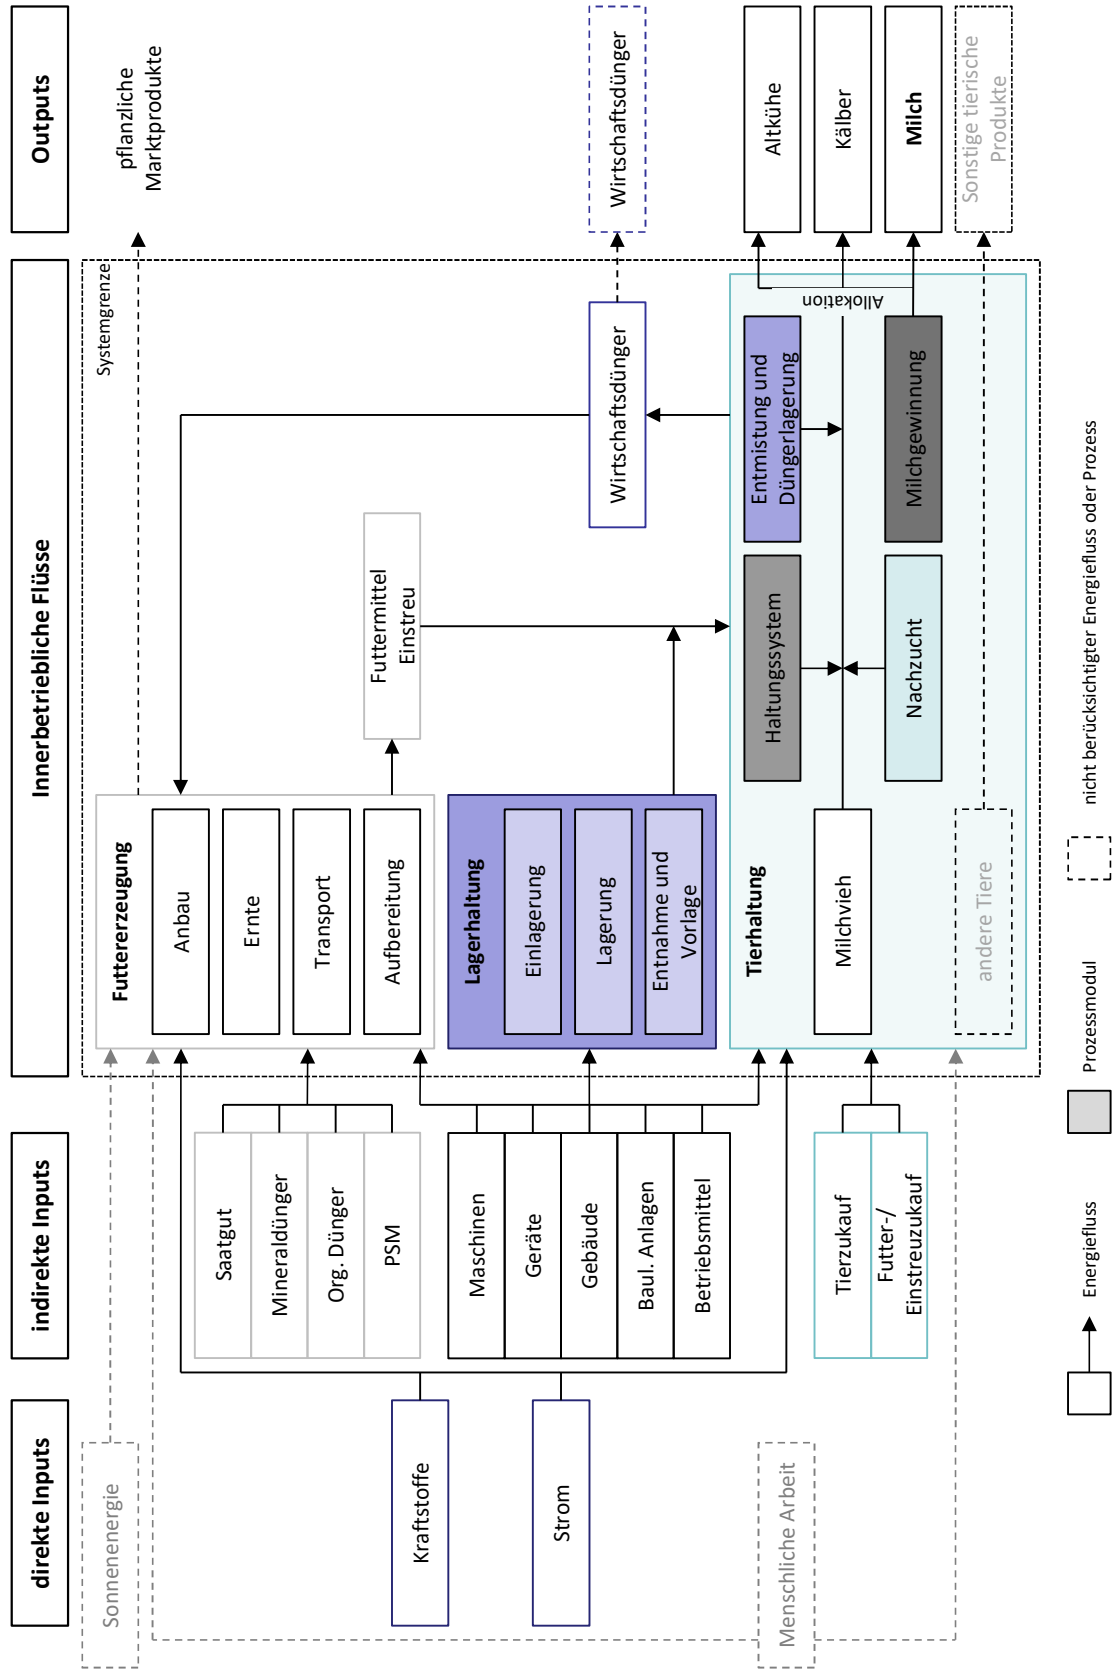 direkte Inputs
indirekte Inputs
Innerbetriebliche Flüsse
Outputs
Sonnenenergie
Kraftstoffe
Strom
Menschliche Arbeit
Saatgut
Mineraldünger
Org. Dünger
PSM
Maschinen
Geräte
Gebäude
Baul. Anlagen
Betriebsmittel
Tierzukauf
Futter-/
Einstreuzukauf
Systemgrenze
Futtererzeugung
Anbau
Ernte
Transport
Aufbereitung
Futtermittel
Einstreu
Lagerhaltung
Einlagerung
Lagerung
Entnahme und
Vorlage
Wirtschaftsdünger
Tierhaltung
Milchvieh
andere Tiere
Haltungssystem
Nachzucht
Entmistung und
Düngerlagerung
Milchgewinnung
Allokation
pflanzliche
Marktprodukte
Wirtschaftsdünger
Altkühe
Kälber
Milch
Sonstige tierische
Produkte
Energiefluss
Prozessmodul
nicht berücksichtigter Energiefluss oder Prozess